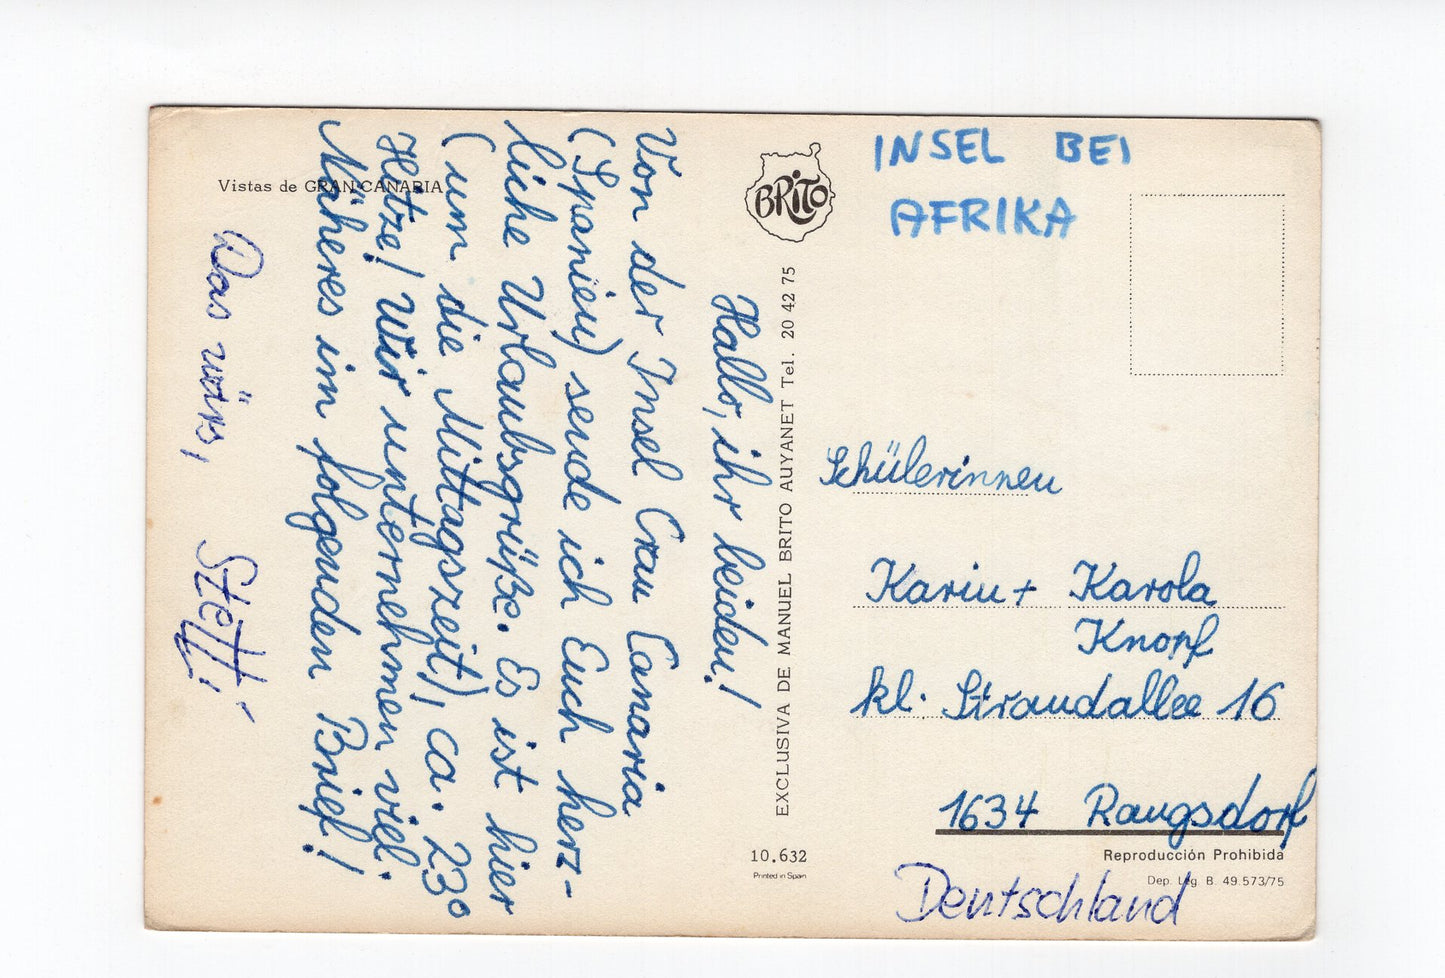 Vistas de GRAN CANARIA
Hallo, ihr beiden!
Von der Insel Gran Canaria
(Spanien) sende ich Euch herz-
liche Urlaubsgrüße. Es ist hier
(um die Mittagszeit), ca. 23°
Hitze! Wir unternehmen viel.
Näheres im folgenden Brief!
Das wärs,
Steffi
BRITO
EXCLUSIVA DE MANUEL BRITO AUYANET Tel. 20 42 75
10.632
Printed in Spain
INSEL BEI
AFRIKA
Schülerinnen
Karin + Karola
Knorf
kl. Strandallee 16
1634 Rangsdorf
Reproducción Prohibida
Dep. Leg. B. 49.573/75
Deutschland